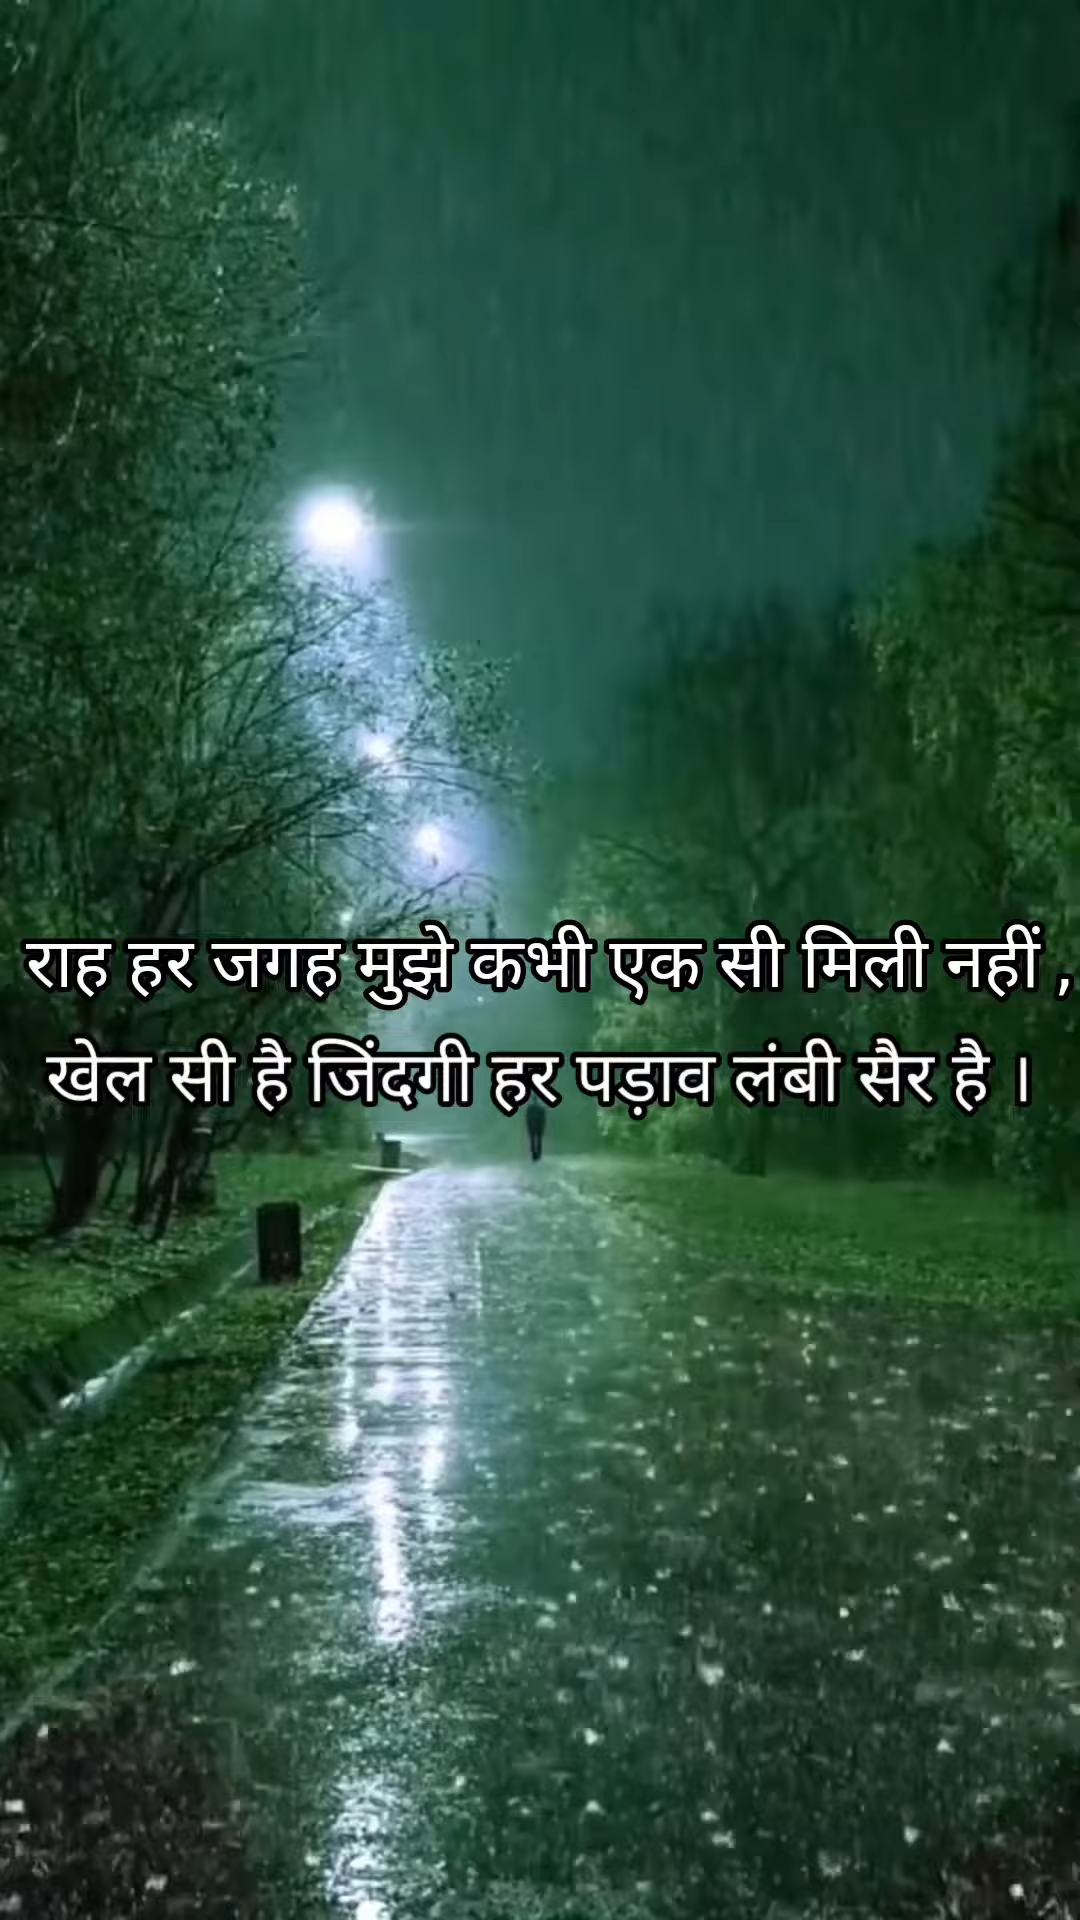 राह हर जगह मुझे कभी एक सी मिली नहीं ,
खेल सी है जिंदगी हर पड़ाव लंबी सैर है ।